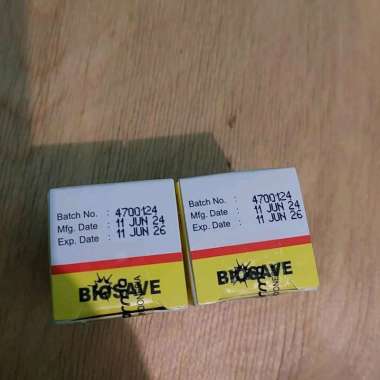 Batch No. : 4700124
Mfg. Date : 11 JUN 24
Exp. Date : 11 JUN 26
BIOSAVE
Batch No. : 4700124
Mfg. Date : 11 JUN 24
Exp. Date : 11 JUN 26
BIOSAVE